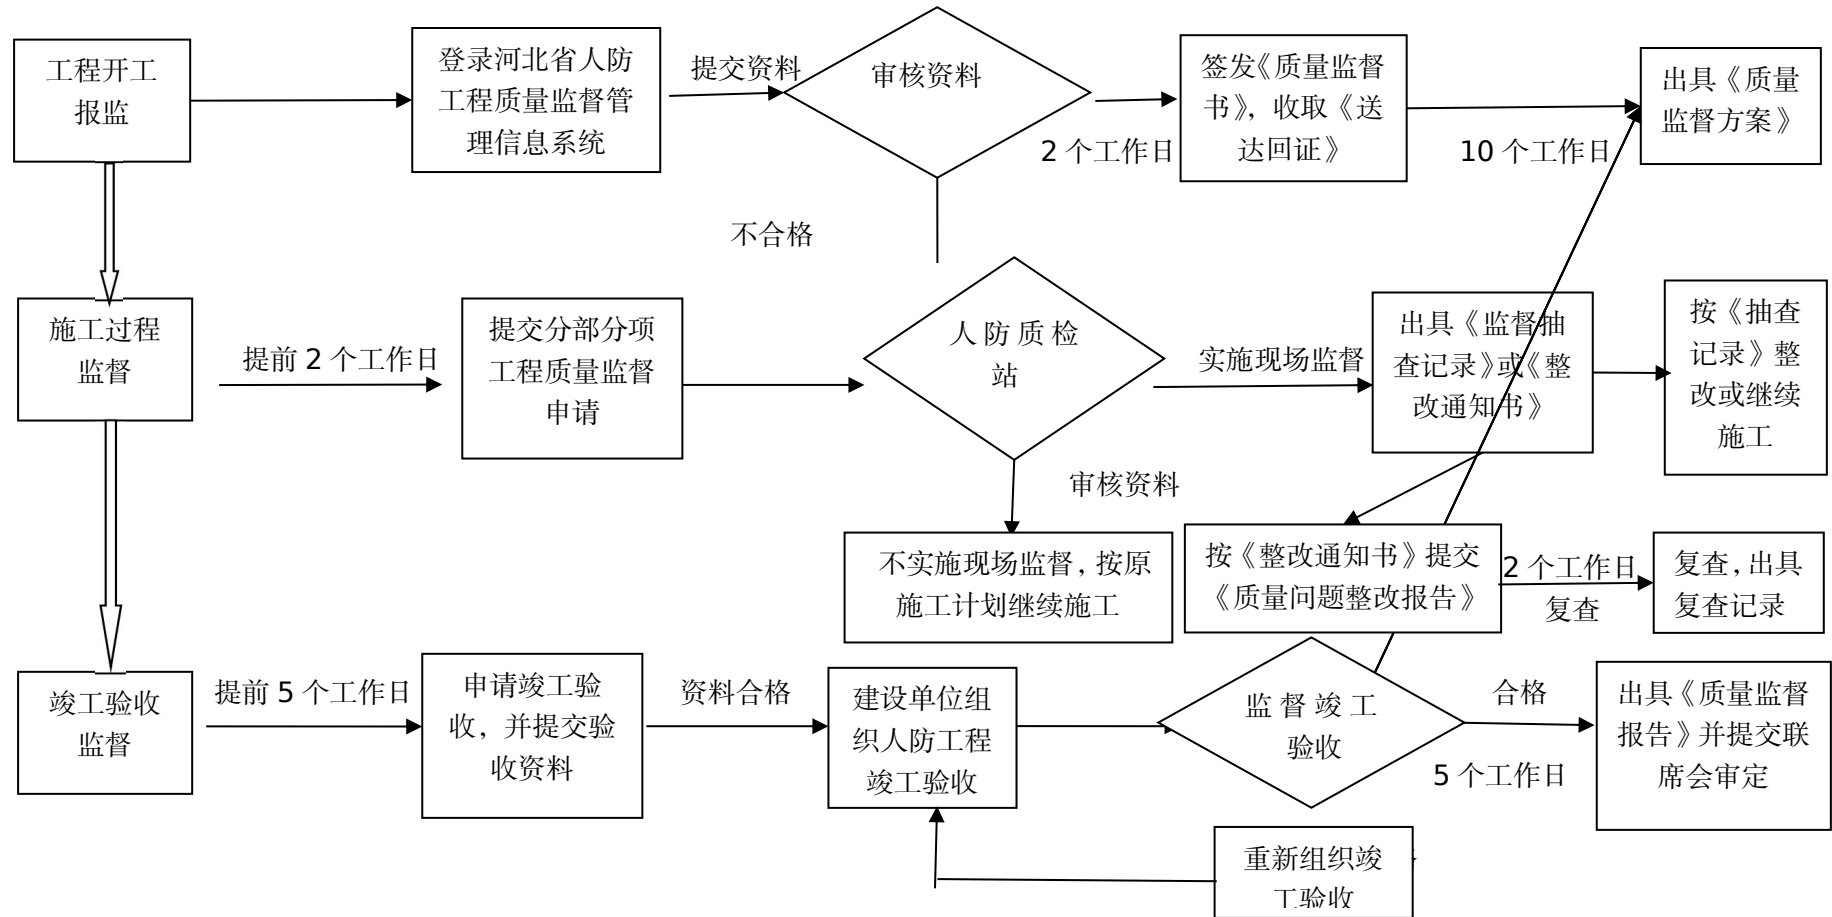 工程开工
报监
登录河北省人防
工程质量监督管
理信息系统
提交资料
审核资料
2 个工作日
签发《质量监督
书》，收取《送
达回证》
10 个工作日
出具《质量
监督方案》
不合格
施工过程
监督
提前 2 个工作日
提交分部分项
工程质量监督
申请
人防质检
站
实施现场监督
出具《监督抽
查记录》或《整
改通知书》
按《抽查
记录》整
改或继续
施工
审核资料
不实施现场监督，按原
施工计划继续施工
按《整改通知书》提交
《质量问题整改报告》
2 个工作日
复查
复查，出具
复查记录
竣工验收
监督
提前 5 个工作日
申请竣工验
收，并提交验
收资料
资料合格
建设单位组
织人防工程
竣工验收
监督竣工
验收
合格
5 个工作日
出具《质量监督
报告》并提交联
席会审定
重新组织竣
工验收